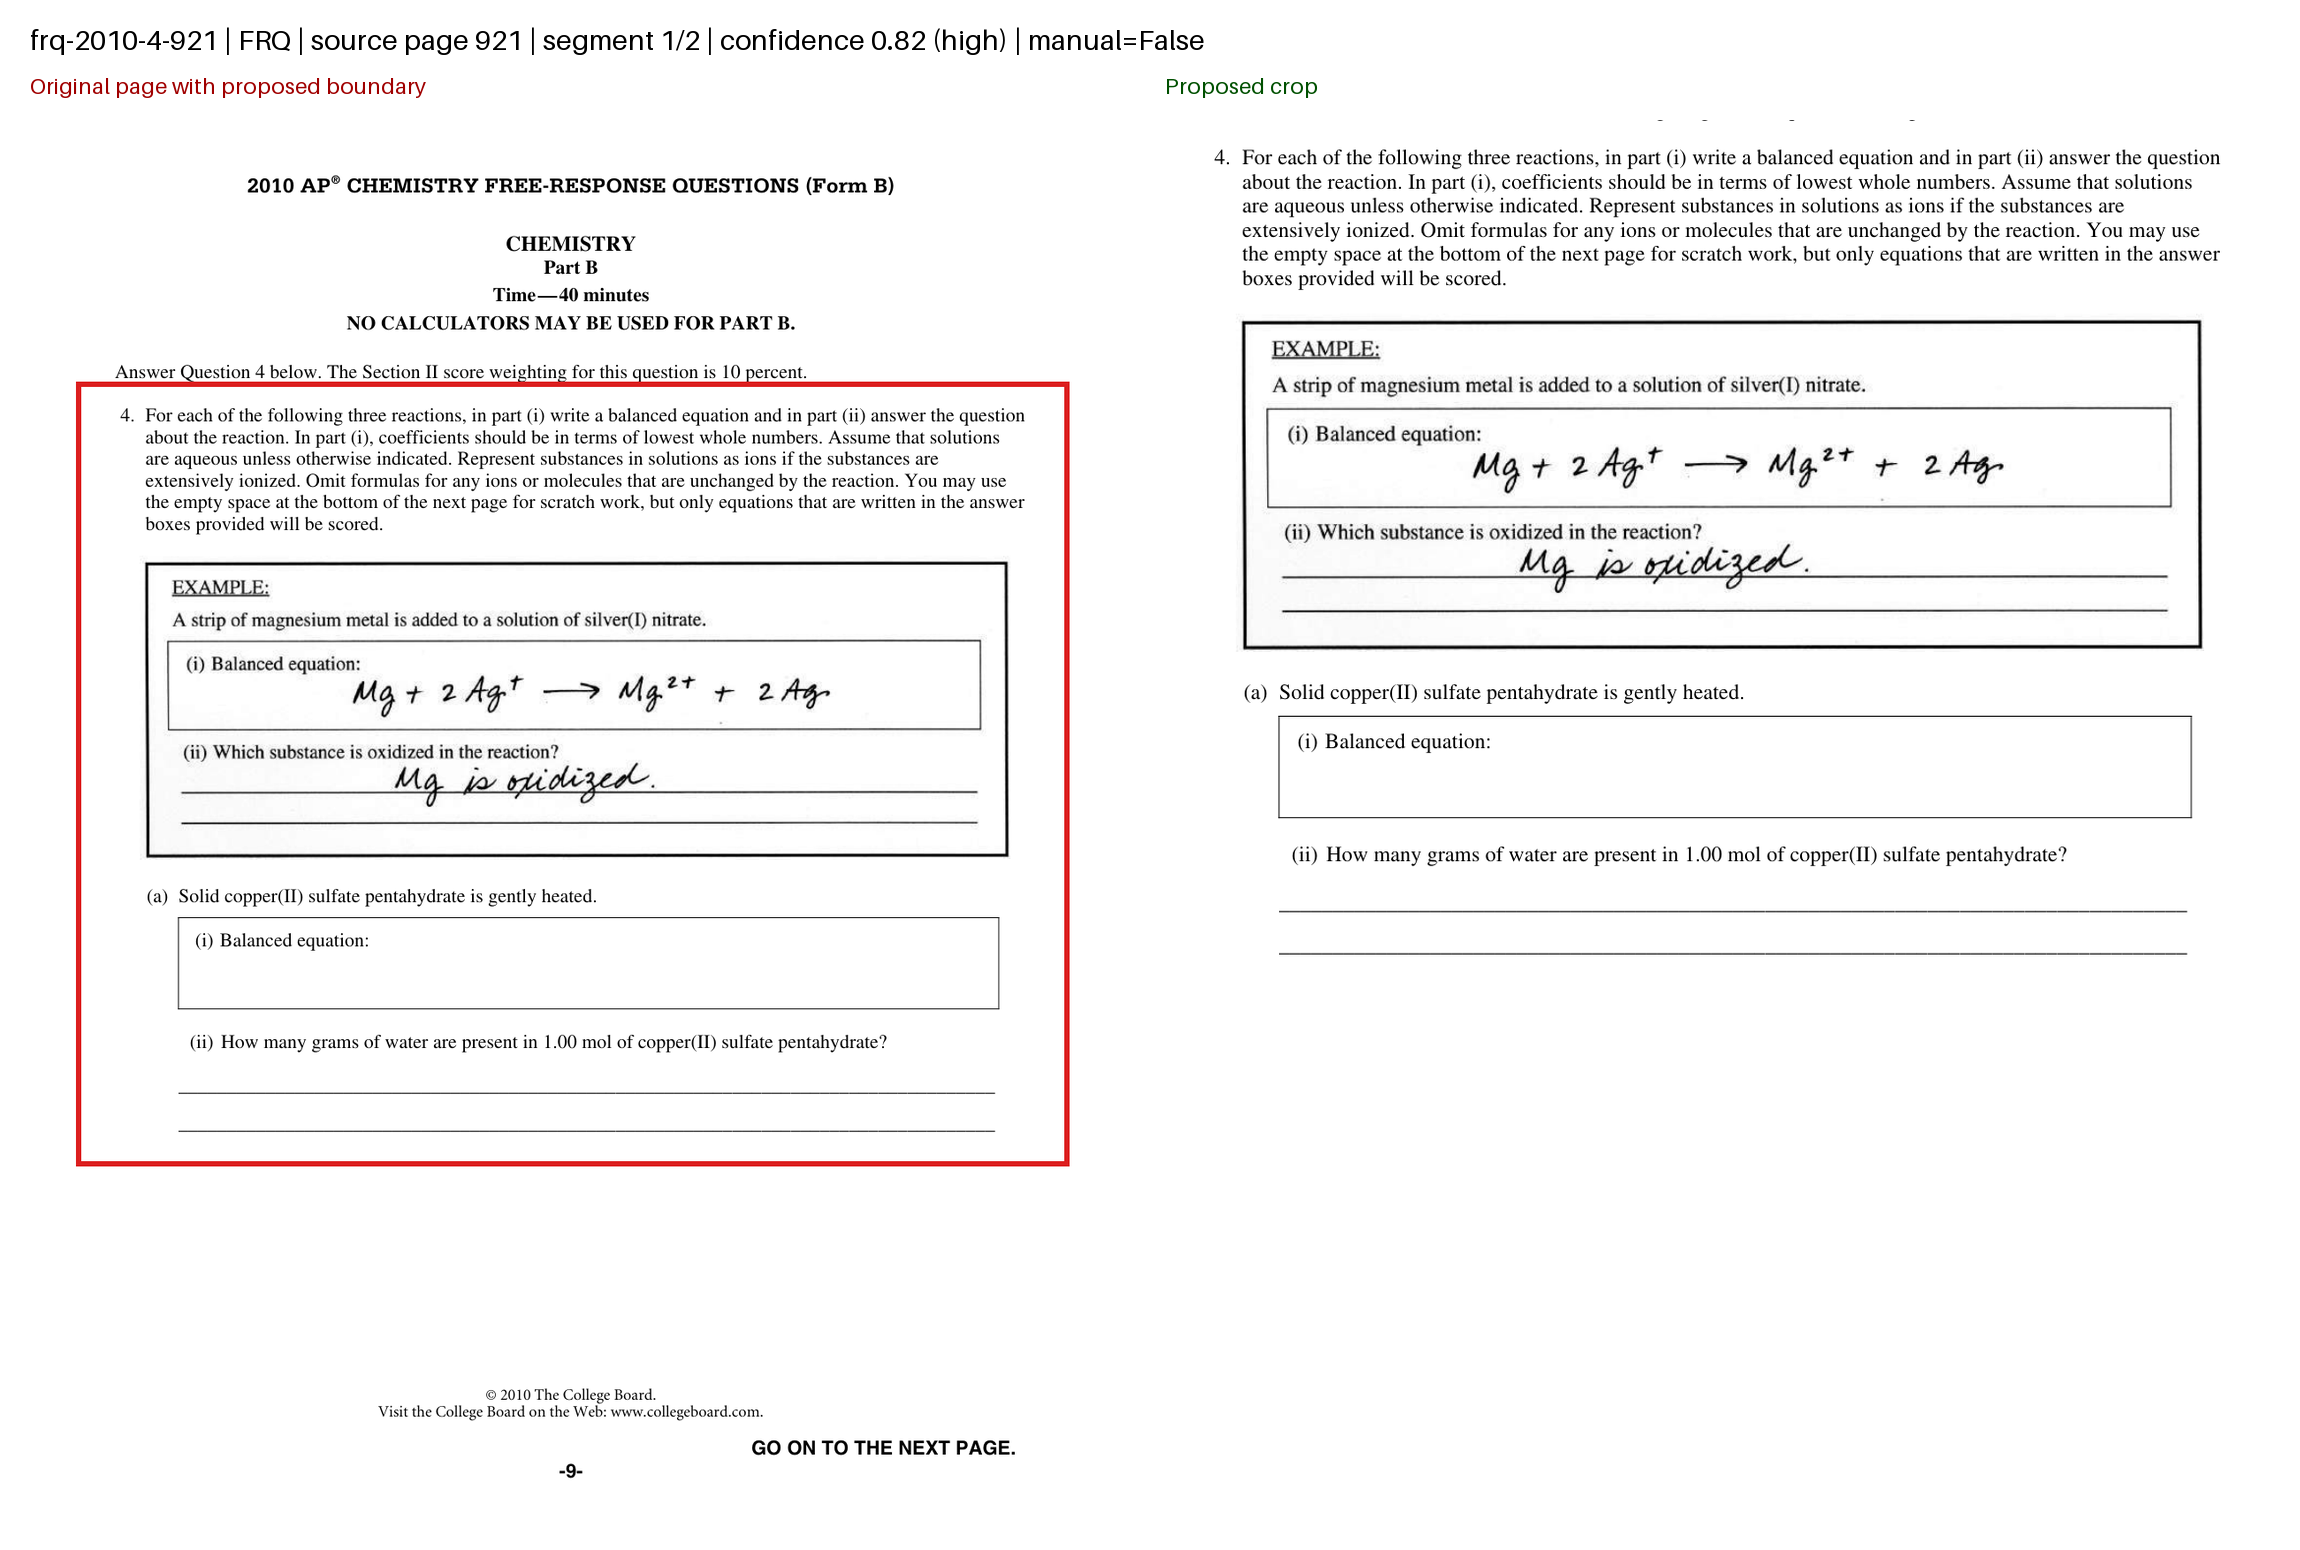 frq-2010-4-921 | FRQ | source page 921 | segment 1/2 | confidence 0.82 (high) | manual=False
Original page with proposed boundary
2010 AP® CHEMISTRY FREE-RESPONSE QUESTIONS (Form B)
CHEMISTRY
Part B
Time—40 minutes
NO CALCULATORS MAY BE USED FOR PART B.
Answer Question 4 below. The Section II score weighting for this question is 10 percent.
4. For each of the following three reactions, in part (i) write a balanced equation and in part (ii) answer the question
about the reaction. In part (i), coefficients should be in terms of lowest whole numbers. Assume that solutions
are aqueous unless otherwise indicated. Represent substances in solutions as ions if the substances are
extensively ionized. Omit formulas for any ions or molecules that are unchanged by the reaction. You may use
the empty space at the bottom of the next page for scratch work, but only equations that are written in the answer
boxes provided will be scored.
EXAMPLE:
A strip of magnesium metal is added to a solution of silver(I) nitrate.
(i) Balanced equation:
Mg + 2 Ag⁺ ⟶ Mg²⁺ + 2 Ag
(ii) Which substance is oxidized in the reaction?
Mg is oxidized.
(a) Solid copper(II) sulfate pentahydrate is gently heated.
(i) Balanced equation:
(ii) How many grams of water are present in 1.00 mol of copper(II) sulfate pentahydrate?
© 2010 The College Board.
Visit the College Board on the Web: www.collegeboard.com.
GO ON TO THE NEXT PAGE.
-9-
Proposed crop
4. For each of the following three reactions, in part (i) write a balanced equation and in part (ii) answer the question
about the reaction. In part (i), coefficients should be in terms of lowest whole numbers. Assume that solutions
are aqueous unless otherwise indicated. Represent substances in solutions as ions if the substances are
extensively ionized. Omit formulas for any ions or molecules that are unchanged by the reaction. You may use
the empty space at the bottom of the next page for scratch work, but only equations that are written in the answer
boxes provided will be scored.
EXAMPLE:
A strip of magnesium metal is added to a solution of silver(I) nitrate.
(i) Balanced equation:
Mg + 2 Ag⁺ ⟶ Mg²⁺ + 2 Ag
(ii) Which substance is oxidized in the reaction?
Mg is oxidized.
(a) Solid copper(II) sulfate pentahydrate is gently heated.
(i) Balanced equation:
(ii) How many grams of water are present in 1.00 mol of copper(II) sulfate pentahydrate?